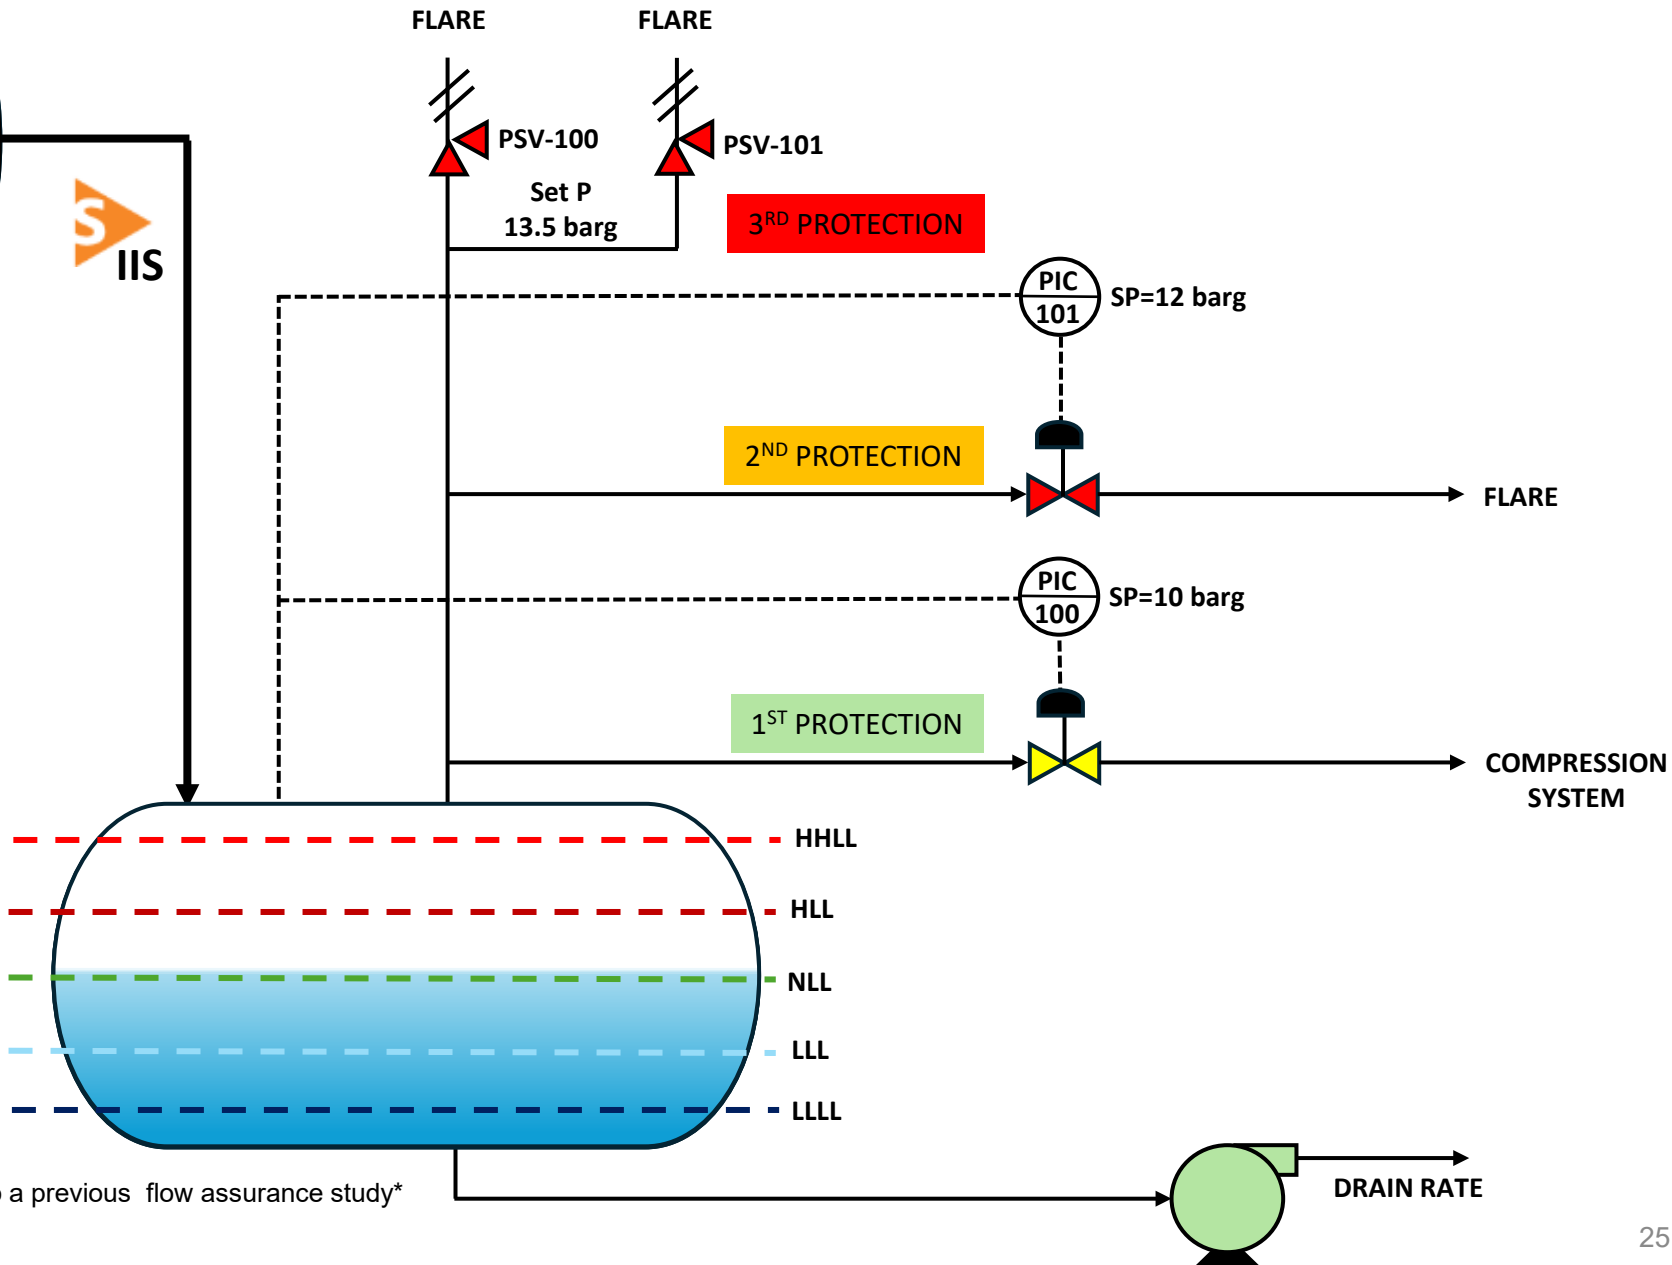 FLARE
FLARE
PSV-100
PSV-101
Set P
13.5 barg
3RD PROTECTION
S
IIS
PIC
101
SP=12 barg
2ND PROTECTION
FLARE
PIC
100
SP=10 barg
1ST PROTECTION
COMPRESSION
SYSTEM
HHLL
HLL
NLL
LLL
LLLL
a previous flow assurance study*
DRAIN RATE
25